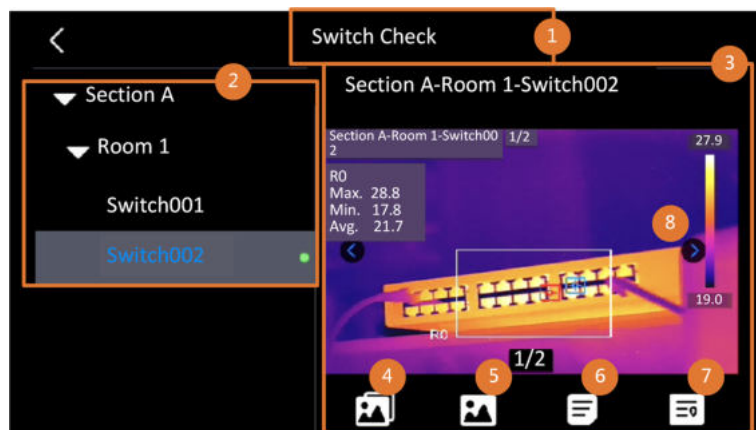 Switch Check
1
2
3
Section A
Room 1
Switch001
Switch002
Section A-Room 1-Switch002
Section A-Room 1-Switch00
2
1/2
27.9
R0
Max. 28.8
Min. 17.8
Avg. 21.7
8
19.0
R0
1/2
4
5
6
7